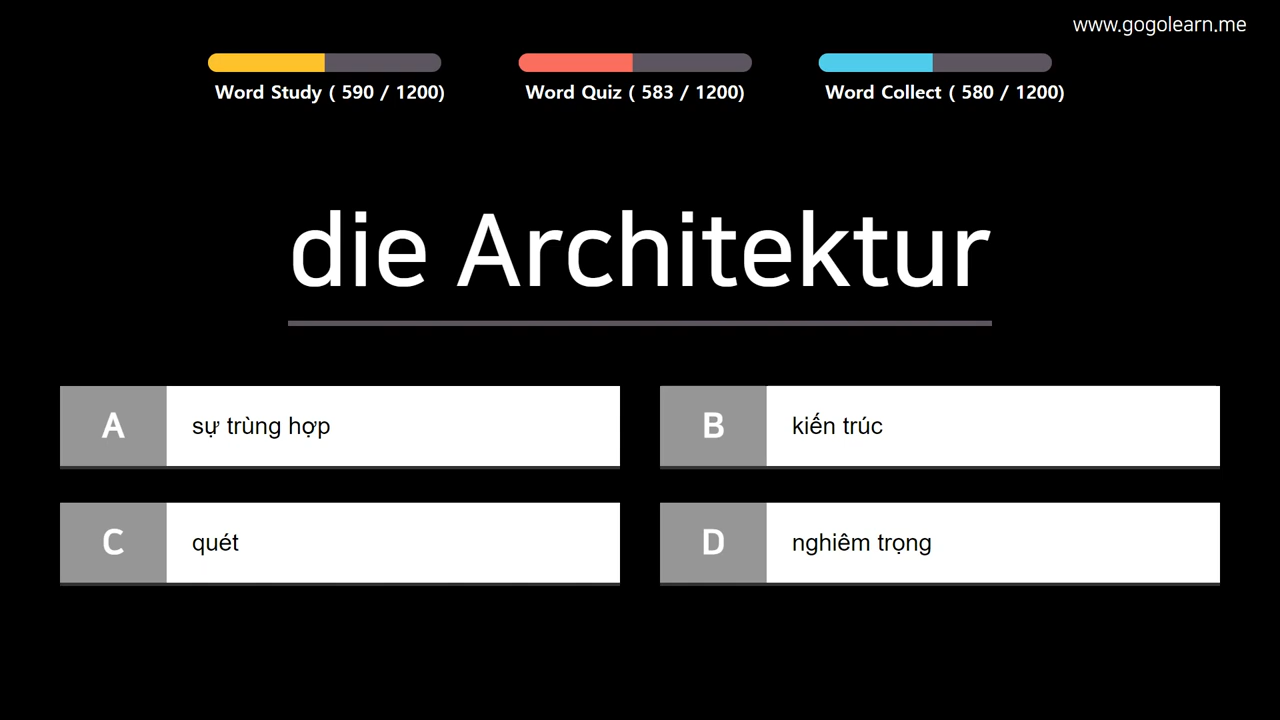 www.gogolearn.me
Word Study ( 590 / 1200)
Word Quiz ( 583 / 1200)
Word Collect ( 580 / 1200)
die Architektur
A
sự trùng hợp
B
kiến trúc
C
quét
D
nghiêm trọng